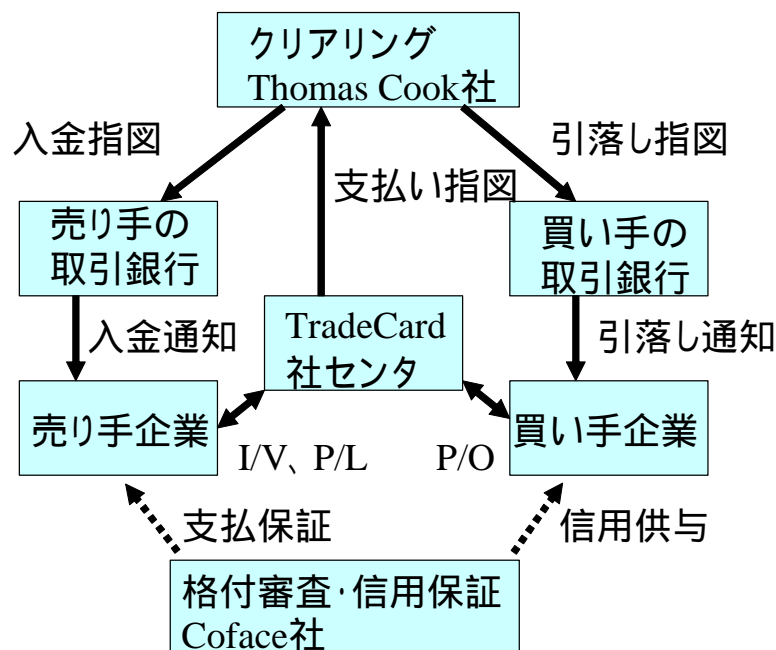 クリアリング
Thomas Cook社
入金指図
引落し指図
支払い指図
売り手の
取引銀行
買い手の
取引銀行
入金通知
TradeCard
社センタ
引落し通知
売り手企業
買い手企業
I/V、P/L
P/O
支払保証
信用供与
格付審査・信用保証
Coface社